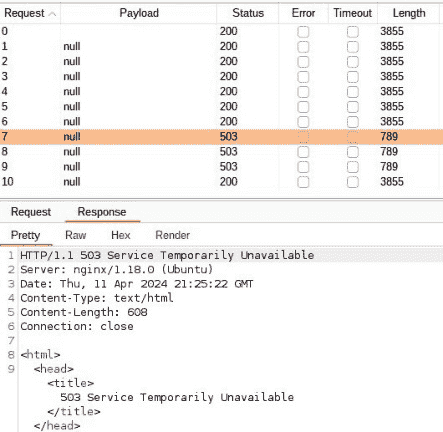 Request Payload Status Error Timeout Length
0 200 3855
1 null 200 3855
2 null 200 3855
3 null 200 3855
4 null 200 3855
5 null 200 3855
6 null 200 3855
7 null 503 789
8 null 503 789
9 null 503 789
10 null 200 3855
Request Response
Pretty Raw Hex Render
1 HTTP/1.1 503 Service Temporarily Unavailable
2 Server: nginx/1.18.0 (Ubuntu)
3 Date: Thu, 11 Apr 2024 21:25:22 GMT
4 Content-Type: text/html
5 Content-Length: 608
6 Connection: close
7
8 <html>
9 <head>
<title>
503 Service Temporarily Unavailable
</title>
</head>